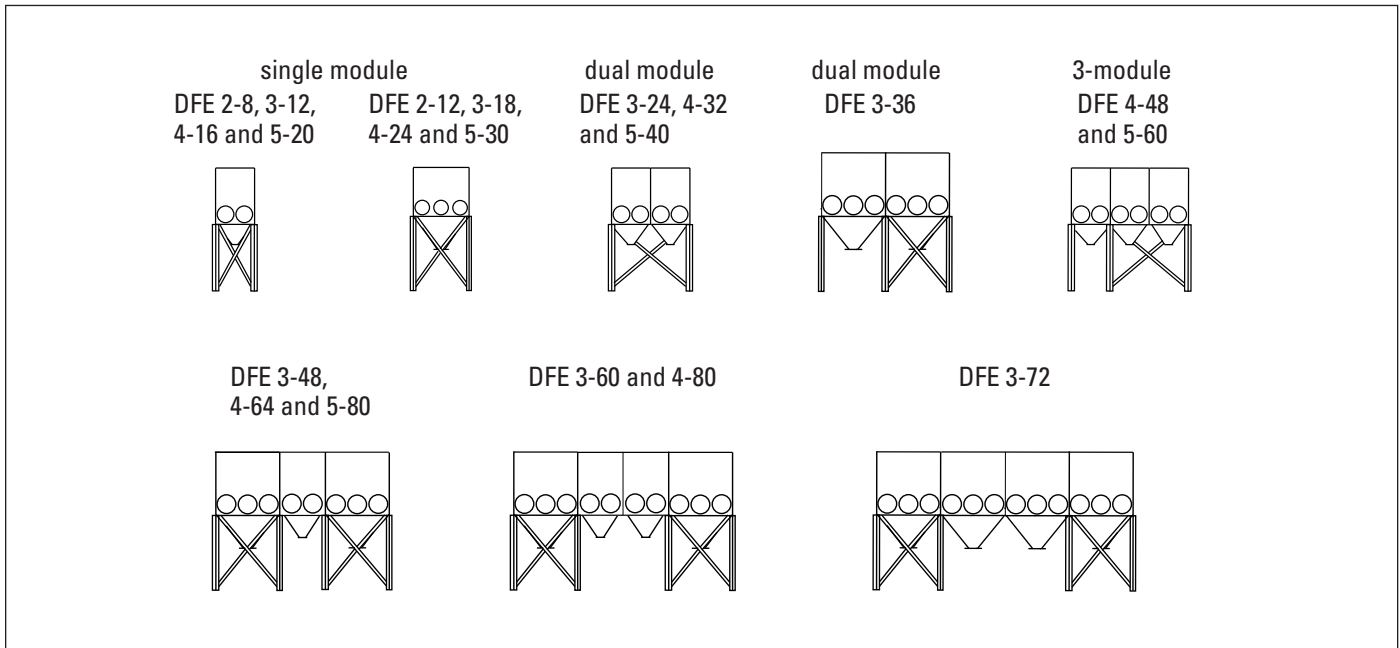 single module
DFE 2-8, 3-12,
4-16 and 5-20
DFE 2-12, 3-18,
4-24 and 5-30
dual module
DFE 3-24, 4-32
and 5-40
dual module
DFE 3-36
3-module
DFE 4-48
and 5-60
DFE 3-48,
4-64 and 5-80
DFE 3-60 and 4-80
DFE 3-72